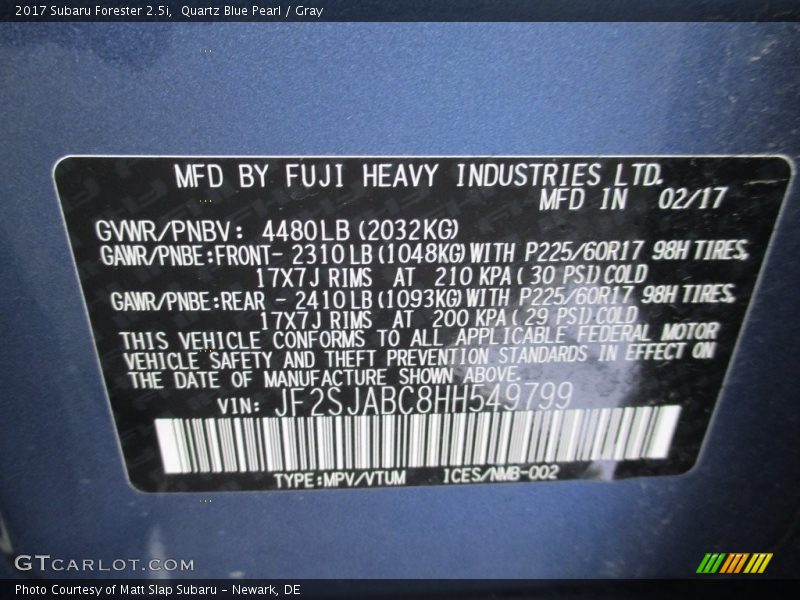 2017 Subaru Forester 2.5i, Quartz Blue Pearl / Gray
MFD BY FUJI HEAVY INDUSTRIES LTD.
MFD IN 02/17
GVWR/PNBV: 4480LB(2032KG)
GAWR/PNBE:FRONT- 2310LB(1048KG)WITH P225/60R17 98H TIRES,
17X7J RIMS AT 210 KPA(30 PSI)COLD
GAWR/PNBE:REAR - 2410LB(1093KG)WITH P225/60R17 98H TIRES,
17X7J RIMS AT 200 KPA(29 PSI)COLD
THIS VEHICLE CONFORMS TO ALL APPLICABLE FEDERAL MOTOR
VEHICLE SAFETY AND THEFT PREVENTION STANDARDS IN EFFECT ON
THE DATE OF MANUFACTURE SHOWN ABOVE.
VIN: JF2SJABC8HH549799
TYPE:MPV/VTUM ICES/NMB-002
GTCARLOT.COM
Photo Courtesy of Matt Slap Subaru - Newark, DE